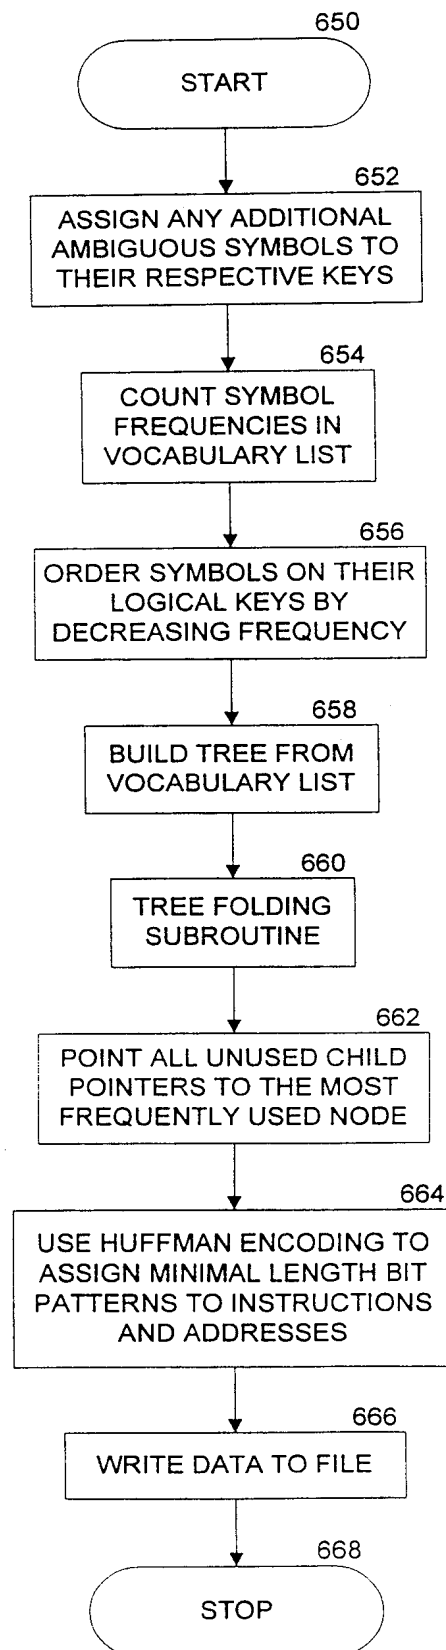 650
START
652
ASSIGN ANY ADDITIONAL
AMBIGUOUS SYMBOLS TO
THEIR RESPECTIVE KEYS
654
COUNT SYMBOL
FREQUENCIES IN
VOCABULARY LIST
656
ORDER SYMBOLS ON THEIR
LOGICAL KEYS BY
DECREASING FREQUENCY
658
BUILD TREE FROM
VOCABULARY LIST
660
TREE FOLDING
SUBROUTINE
662
POINT ALL UNUSED CHILD
POINTERS TO THE MOST
FREQUENTLY USED NODE
664
USE HUFFMAN ENCODING TO
ASSIGN MINIMAL LENGTH BIT
PATTERNS TO INSTRUCTIONS
AND ADDRESSES
666
WRITE DATA TO FILE
668
STOP